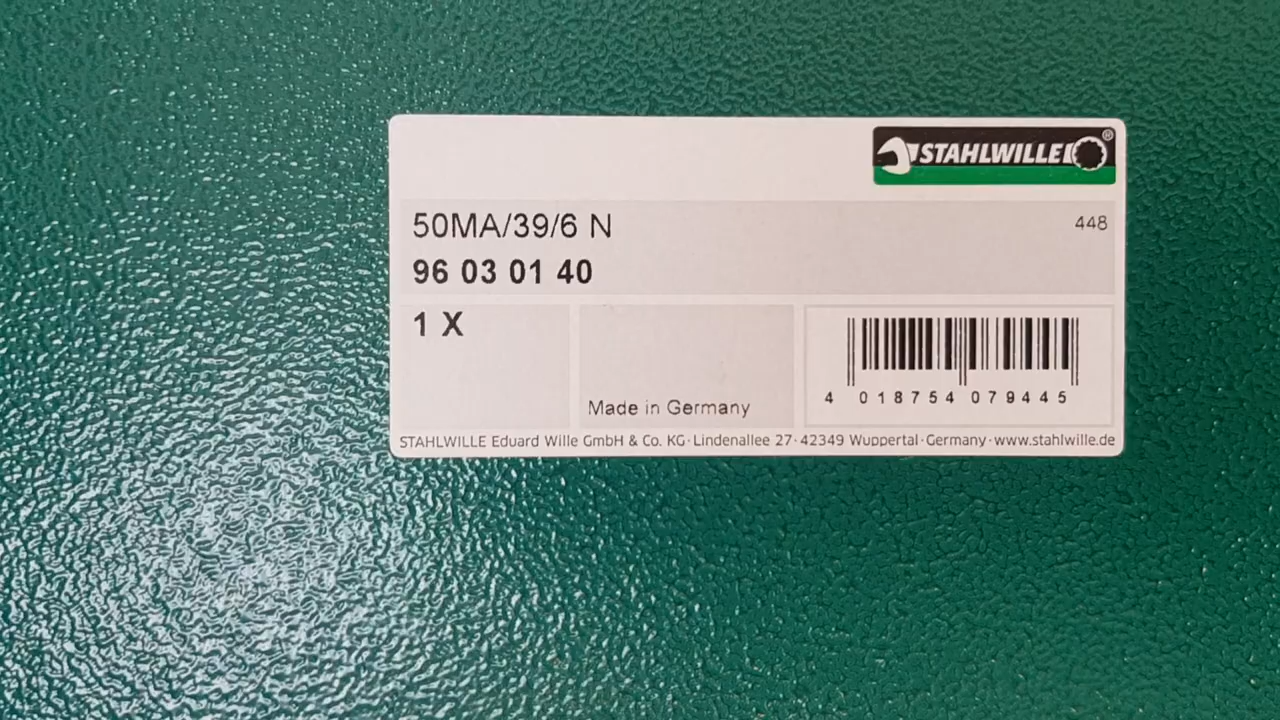 STAHLWILLE®
50MA/39/6 N
448
96 03 01 40
1 X
Made in Germany
4 018754 079445
STAHLWILLE Eduard Wille GmbH & Co. KG·Lindenallee 27·42349 Wuppertal·Germany·www.stahlwille.de